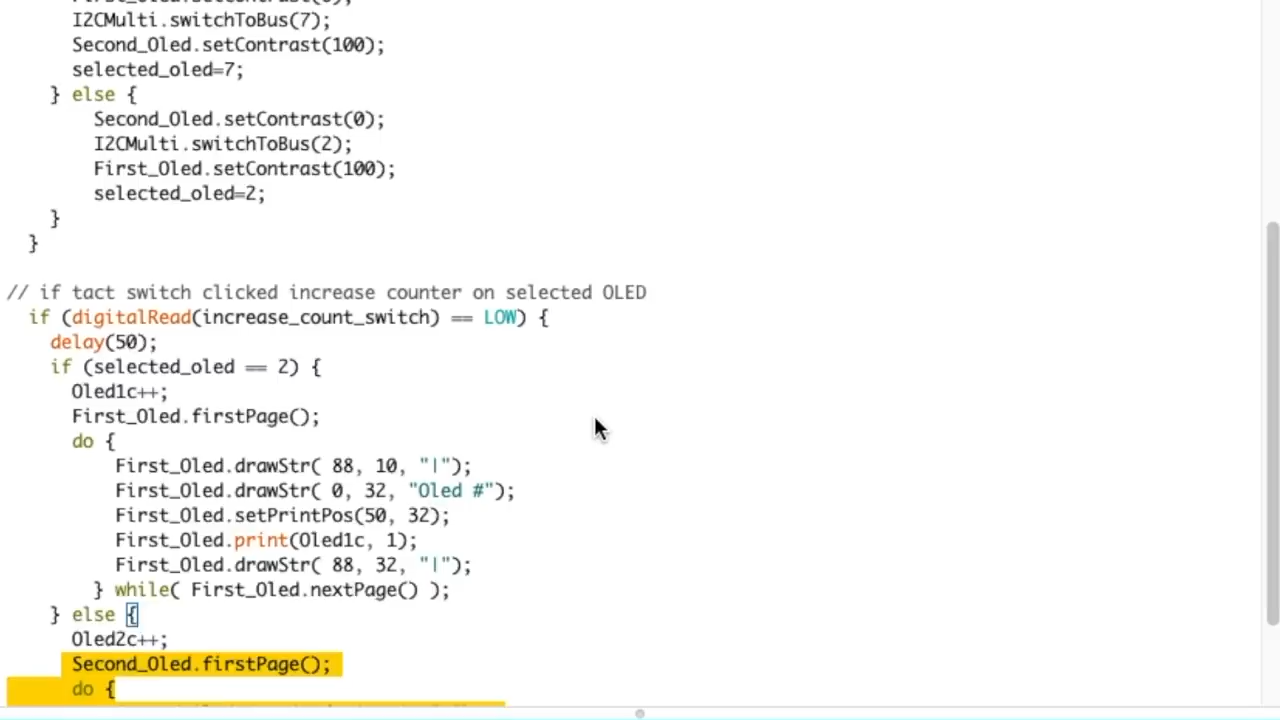 I2CMulti.switchToBus(7);
Second_Oled.setContrast(100);
selected_oled=7;
} else {
Second_Oled.setContrast(0);
I2CMulti.switchToBus(2);
First_Oled.setContrast(100);
selected_oled=2;
}
}
// if tact switch clicked increase counter on selected OLED
if (digitalRead(increase_count_switch) == LOW) {
delay(50);
if (selected_oled == 2) {
Oled1c++;
First_Oled.firstPage();
do {
First_Oled.drawStr( 88, 10, "|");
First_Oled.drawStr( 0, 32, "Oled #");
First_Oled.setPrintPos(50, 32);
First_Oled.print(Oled1c, 1);
First_Oled.drawStr( 88, 32, "|");
} while( First_Oled.nextPage() );
} else {
Oled2c++;
Second_Oled.firstPage();
do {